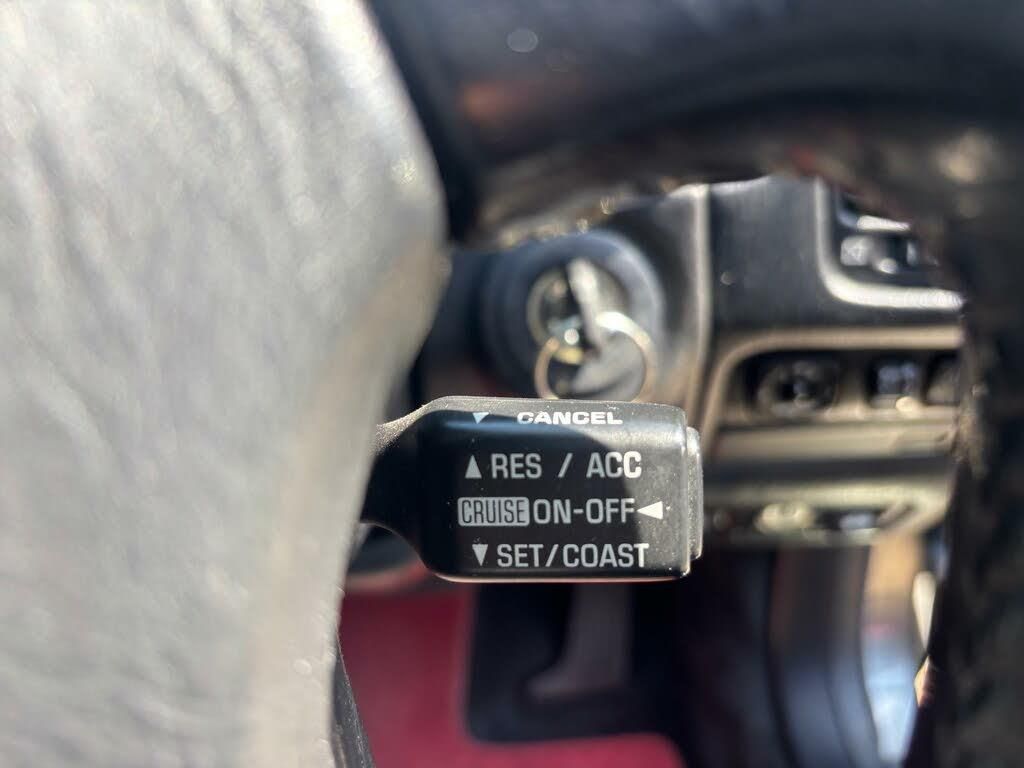 ▼ CANCEL
▲ RES / ACC
CRUISE ON-OFF ◀
▼ SET/COAST